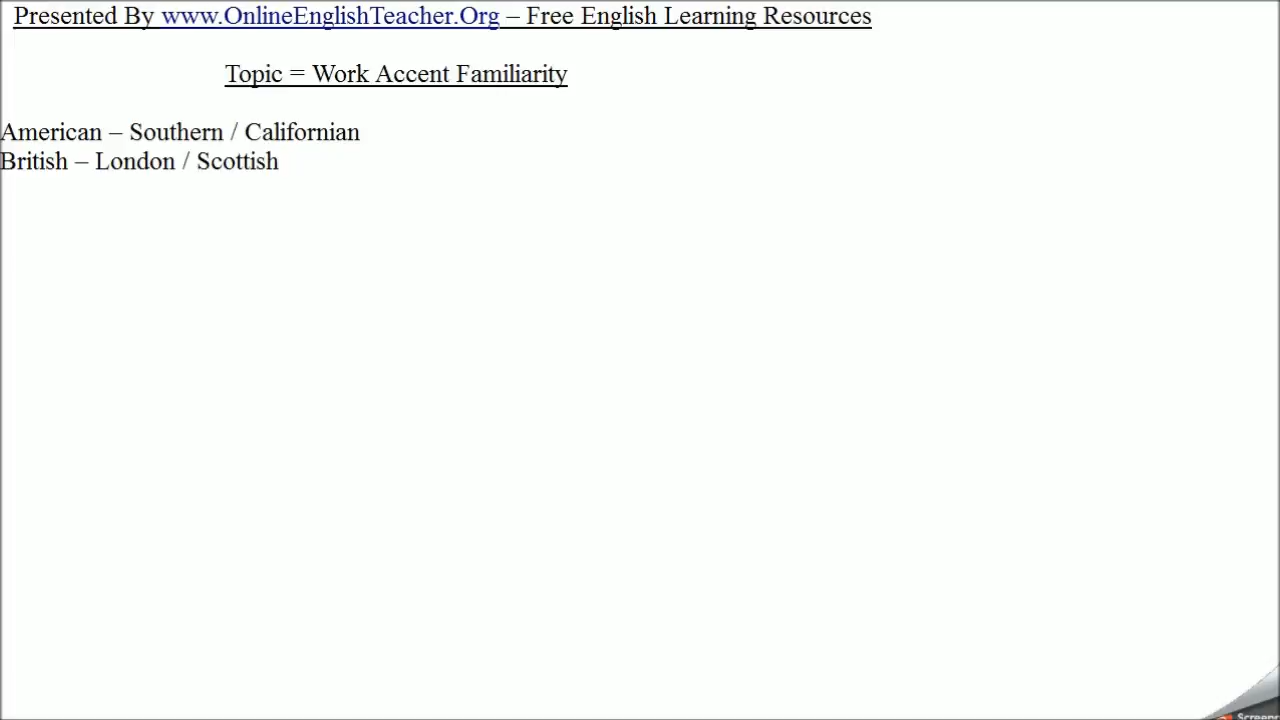 Presented By www.OnlineEnglishTeacher.Org – Free English Learning Resources
Topic = Work Accent Familiarity
American – Southern / Californian
British – London / Scottish